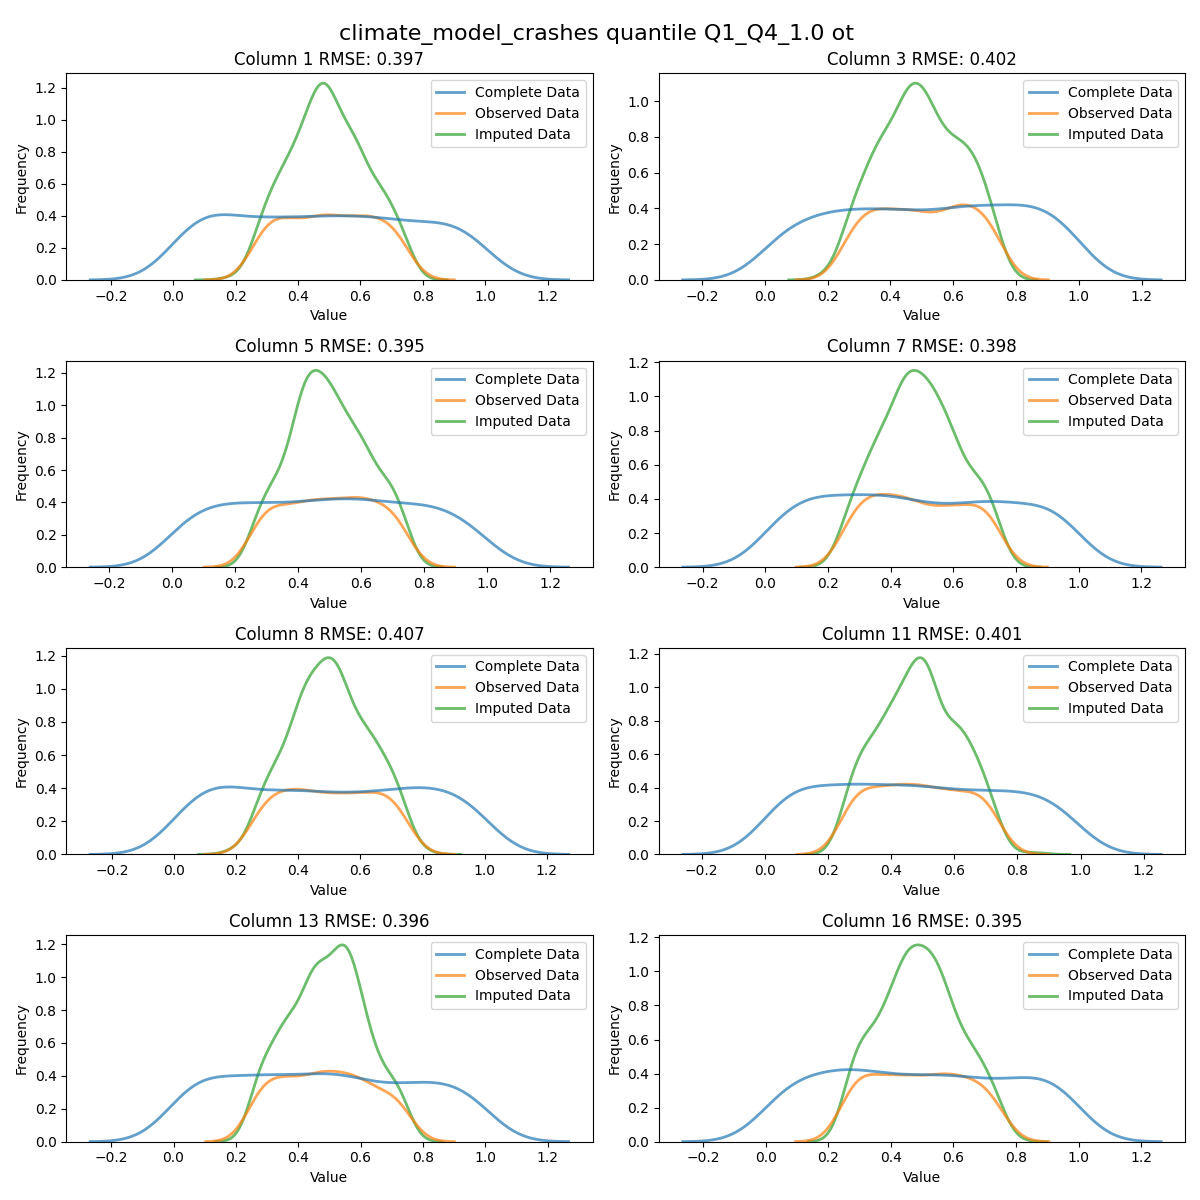 climate_model_crashes quantile Q1_Q4_1.0 ot
Column 1 RMSE: 0.397
Frequency
1.2
1.0
0.8
0.6
0.4
0.2
0.0
Complete Data
Observed Data
Imputed Data
−0.2 0.0 0.2 0.4 0.6 0.8 1.0 1.2
Value
Column 3 RMSE: 0.402
Frequency
1.0
0.8
0.6
0.4
0.2
0.0
Complete Data
Observed Data
Imputed Data
−0.2 0.0 0.2 0.4 0.6 0.8 1.0 1.2
Value
Column 5 RMSE: 0.395
Frequency
1.2
1.0
0.8
0.6
0.4
0.2
0.0
Complete Data
Observed Data
Imputed Data
−0.2 0.0 0.2 0.4 0.6 0.8 1.0 1.2
Value
Column 7 RMSE: 0.398
Frequency
1.2
1.0
0.8
0.6
0.4
0.2
0.0
Complete Data
Observed Data
Imputed Data
−0.2 0.0 0.2 0.4 0.6 0.8 1.0 1.2
Value
Column 8 RMSE: 0.407
Frequency
1.2
1.0
0.8
0.6
0.4
0.2
0.0
Complete Data
Observed Data
Imputed Data
−0.2 0.0 0.2 0.4 0.6 0.8 1.0 1.2
Value
Column 11 RMSE: 0.401
Frequency
1.2
1.0
0.8
0.6
0.4
0.2
0.0
Complete Data
Observed Data
Imputed Data
−0.2 0.0 0.2 0.4 0.6 0.8 1.0 1.2
Value
Column 13 RMSE: 0.396
Frequency
1.2
1.0
0.8
0.6
0.4
0.2
0.0
Complete Data
Observed Data
Imputed Data
−0.2 0.0 0.2 0.4 0.6 0.8 1.0 1.2
Value
Column 16 RMSE: 0.395
Frequency
1.2
1.0
0.8
0.6
0.4
0.2
0.0
Complete Data
Observed Data
Imputed Data
−0.2 0.0 0.2 0.4 0.6 0.8 1.0 1.2
Value